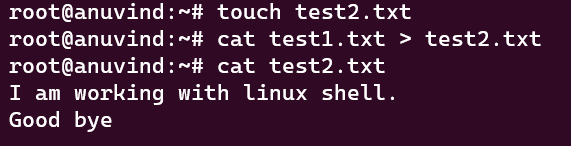 root@anuvind:~# touch test2.txt
root@anuvind:~# cat test1.txt > test2.txt
root@anuvind:~# cat test2.txt
I am working with linux shell.
Good bye